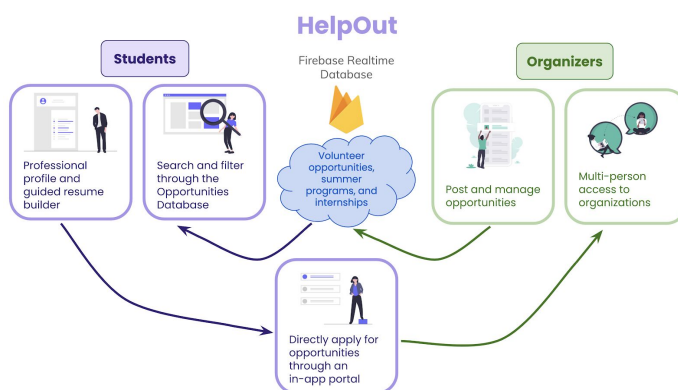 HelpOut
Students
Firebase Realtime
Database
Organizers
Professional
profile and
guided resume
builder
Search and filter
through the
Opportunities
Database
Volunteer
opportunities,
summer
programs, and
internships
Post and manage
opportunities
Multi-person
access to
organizations
Directly apply for
opportunities
through an
in-app portal